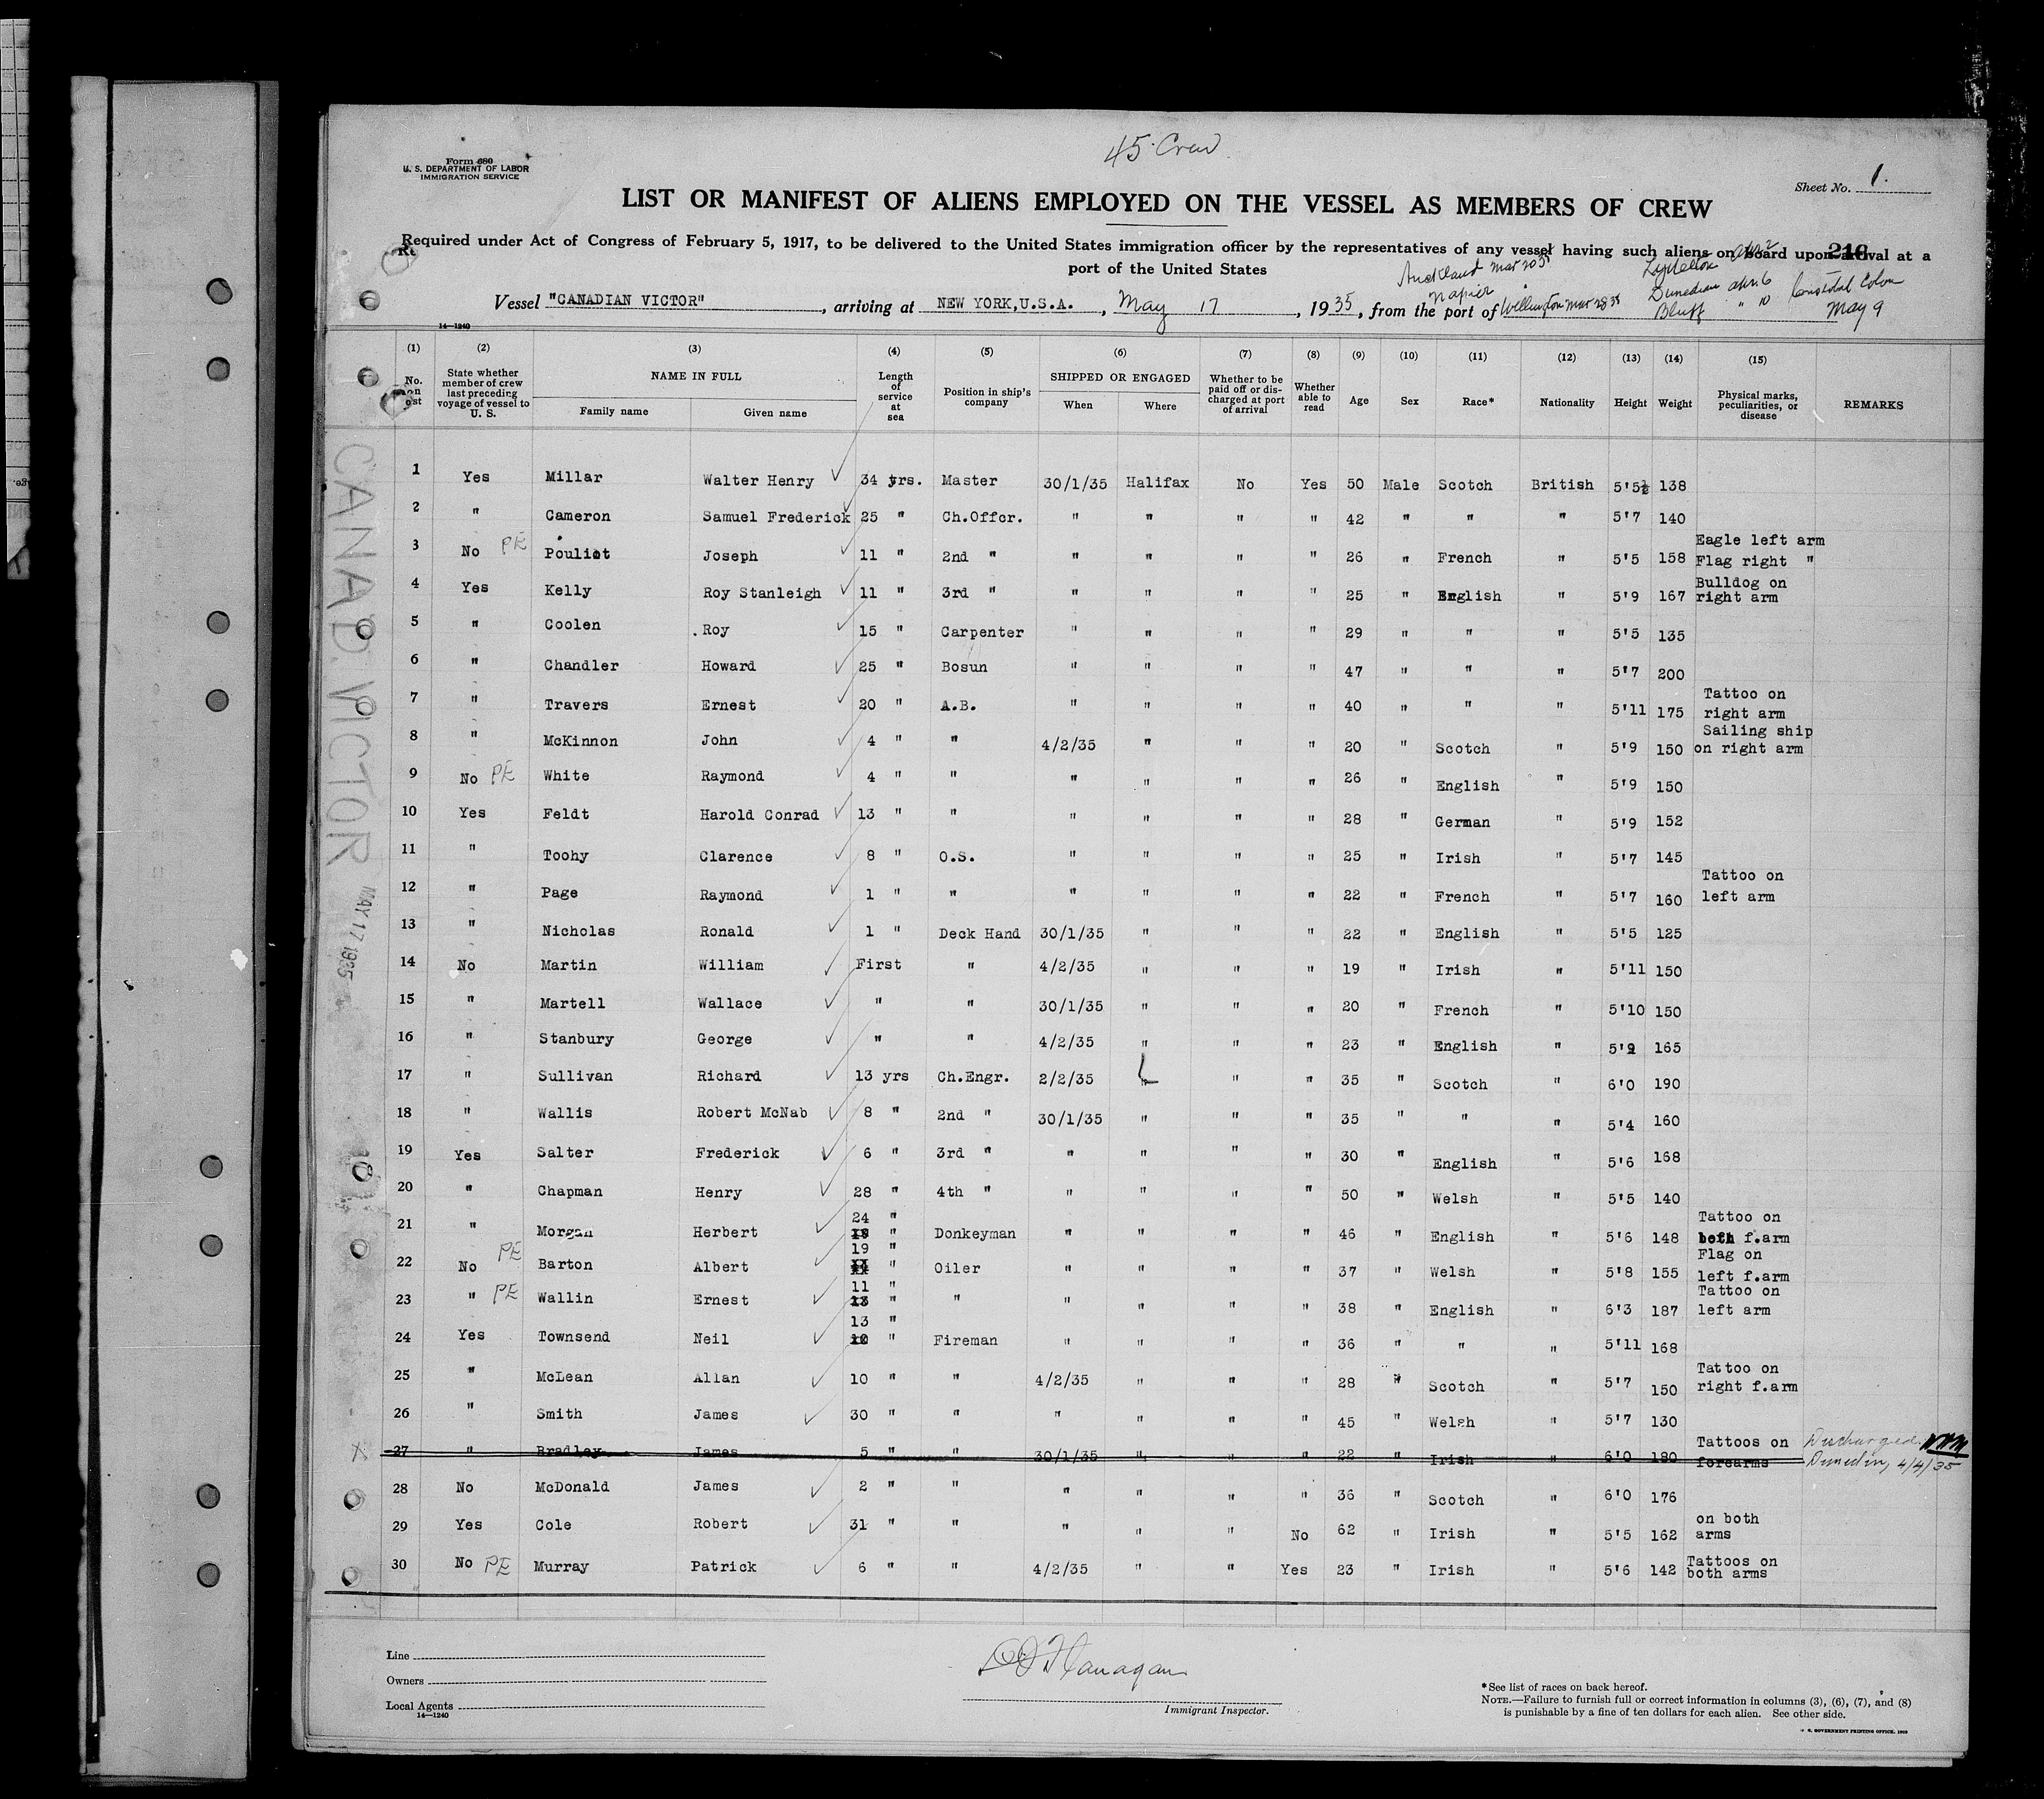 45 Crew
Form 680
U. S. DEPARTMENT OF LABOR
IMMIGRATION SERVICE
Sheet No. 1.
LIST OR MANIFEST OF ALIENS EMPLOYED ON THE VESSEL AS MEMBERS OF CREW
Required under Act of Congress of February 5, 1917, to be delivered to the United States immigration officer by the representatives of any vessel having such aliens on board upon arrival at a
port of the United States
216
Auckland Mar 20 35 Lyttelton Apr 2
Napier " Dunedin Apr 6 Cristobal Colon
Vessel "CANADIAN VICTOR", arriving at NEW YORK,U.S.A., May 17, 1935, from the port of Wellington Mar 28 35 Bluff " 10 May 9
14—1240
(1) (2) (3) (4) (5) (6) (7) (8) (9) (10) (11) (12) (13) (14) (15)
No. on list State whether member of crew last preceding voyage of vessel to U. S. NAME IN FULL Family name Given name Length of service at sea Position in ship's company SHIPPED OR ENGAGED When Where Whether to be paid off or discharged at port of arrival Whether able to read Age Sex Race* Nationality Height Weight Physical marks, peculiarities, or disease REMARKS
1 Yes Millar Walter Henry 34 yrs. Master 30/1/35 Halifax No Yes 50 Male Scotch British 5'5½ 138
2 " Cameron Samuel Frederick 25 " Ch.Offcr. " " " " 42 " " " 5'7 140
3 No PE Pouliot Joseph 11 " 2nd " " " " " 26 " French " 5'5 158 Eagle left arm Flag right "
4 Yes Kelly Roy Stanleigh 11 " 3rd " " " " " 25 " English " 5'9 167 Bulldog on right arm
5 " Coolen Roy 15 " Carpenter " " " " 29 " " " 5'5 135
6 " Chandler Howard 25 " Bosun " " " " 47 " " " 5'7 200
7 " Travers Ernest 20 " A.B. " " " " 40 " " " 5'11 175 Tattoo on right arm
8 " McKinnon John 4 " " 4/2/35 " " " 20 " Scotch " 5'9 150 Sailing ship on right arm
9 No PE White Raymond 4 " " " " " " 26 " English " 5'9 150
10 Yes Feldt Harold Conrad 13 " " " " " " 28 " German " 5'9 152
11 " Toohy Clarence 8 " O.S. " " " " 25 " Irish " 5'7 145
12 " Page Raymond 1 " " " " " " 22 " French " 5'7 160 Tattoo on left arm
13 " Nicholas Ronald 1 " Deck Hand 30/1/35 " " " 22 " English " 5'5 125
14 No Martin William First " 4/2/35 " " " 19 " Irish " 5'11 150
15 " Martell Wallace " " 30/1/35 " " " 20 " French " 5'10 150
16 " Stanbury George " " 4/2/35 " " " 23 " English " 5'9 165
17 " Sullivan Richard 13 yrs Ch.Engr. 2/2/35 " " " 35 " Scotch " 6'0 190
18 " Wallis Robert McNab 8 " 2nd " 30/1/35 " " " 35 " " " 5'4 160
19 Yes Salter Frederick 6 " 3rd " " " " " 30 " English " 5'6 168
20 " Chapman Henry 28 " 4th " " " " " 50 " Welsh " 5'5 140
21 " Morgan Herbert 24 " Donkeyman " " " " 46 " English " 5'6 148 Tattoo on both f.arm
22 No PE Barton Albert 19 " Oiler " " " " 37 " Welsh " 5'8 155 Flag on left f.arm
23 " PE Wallin Ernest 11 " " " " " " 38 " English " 6'3 187 Tattoo on left arm
24 Yes Townsend Neil 13 " Fireman " " " " 36 " " " 5'11 168
25 " McLean Allan 10 " " 4/2/35 " " " 28 " Scotch " 5'7 150 Tattoo on right f.arm
26 " Smith James 30 " " " " " " 45 " Welsh " 5'7 130
27 " Bradley James 5 " " 30/1/35 " " " 22 " Irish " 6'0 190 Tattoos on forearms Discharged Dunedin, 4/4/35
28 No McDonald James 2 " " " " " " 36 " Scotch " 6'0 176
29 Yes Cole Robert 31 " " " " " No 62 " Irish " 5'5 162 on both arms
30 No PE Murray Patrick 6 " " 4/2/35 " " Yes 23 " Irish " 5'6 142 Tattoos on both arms
CANAD. VICTOR
MAY 17 1935
Line
Owners
Local Agents
14—1240
Flanagan
Immigrant Inspector.
*See list of races on back hereof.
NOTE.—Failure to furnish full or correct information in columns (3), (6), (7), and (8)
is punishable by a fine of ten dollars for each alien. See other side.
GOVERNMENT PRINTING OFFICE